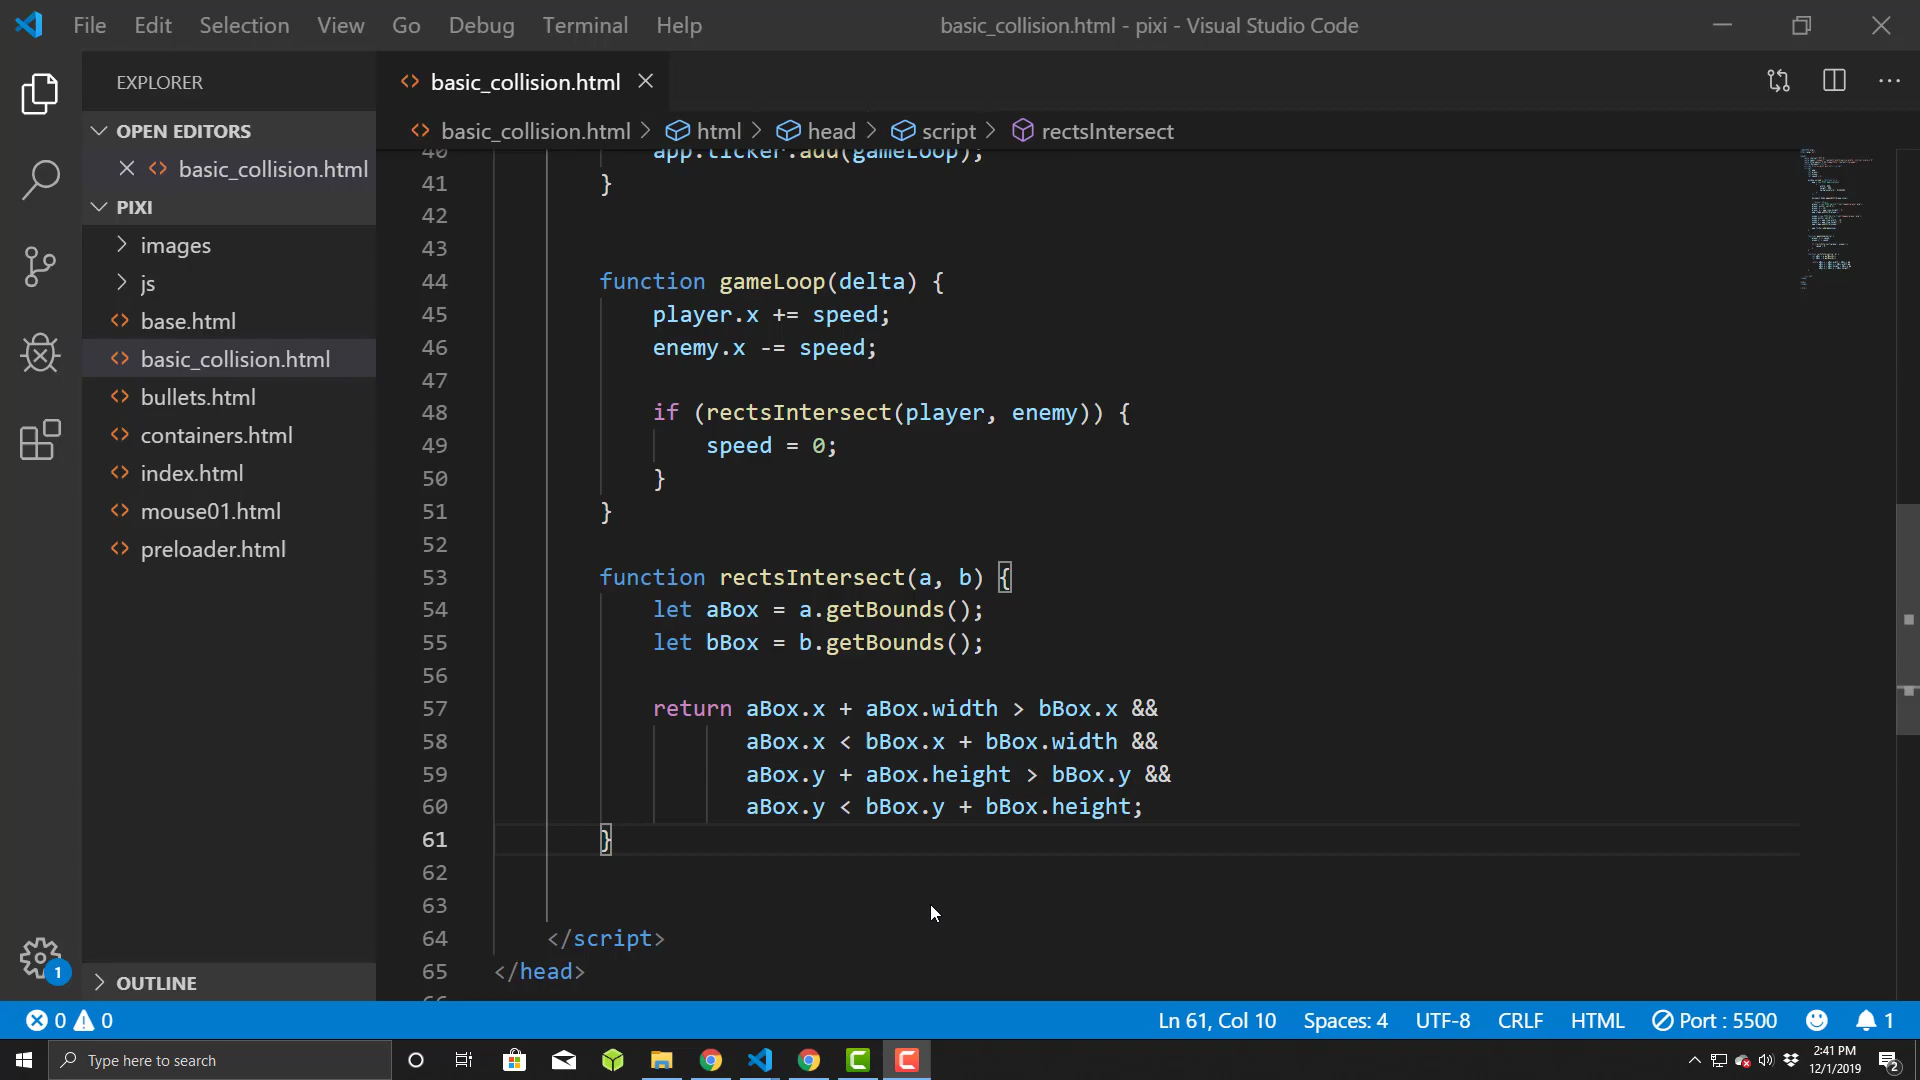 File Edit Selection View Go Debug Terminal Help
basic_collision.html - pixi - Visual Studio Code
EXPLORER
OPEN EDITORS
basic_collision.html
PIXI
images
js
base.html
basic_collision.html
bullets.html
containers.html
index.html
mouse01.html
preloader.html
OUTLINE
basic_collision.html
basic_collision.html > html > head > script > rectsIntersect
40 app.ticker.add(gameLoop);
41 }
42
43
44 function gameLoop(delta) {
45 player.x += speed;
46 enemy.x -= speed;
47
48 if (rectsIntersect(player, enemy)) {
49 speed = 0;
50 }
51 }
52
53 function rectsIntersect(a, b) {
54 let aBox = a.getBounds();
55 let bBox = b.getBounds();
56
57 return aBox.x + aBox.width > bBox.x &&
58 aBox.x < bBox.x + bBox.width &&
59 aBox.y + aBox.height > bBox.y &&
60 aBox.y < bBox.y + bBox.height;
61 }
62
63
64 </script>
65 </head>
1
0 0
Ln 61, Col 10 Spaces: 4 UTF-8 CRLF HTML Port : 5500 1
Type here to search
2:41 PM
12/1/2019
2